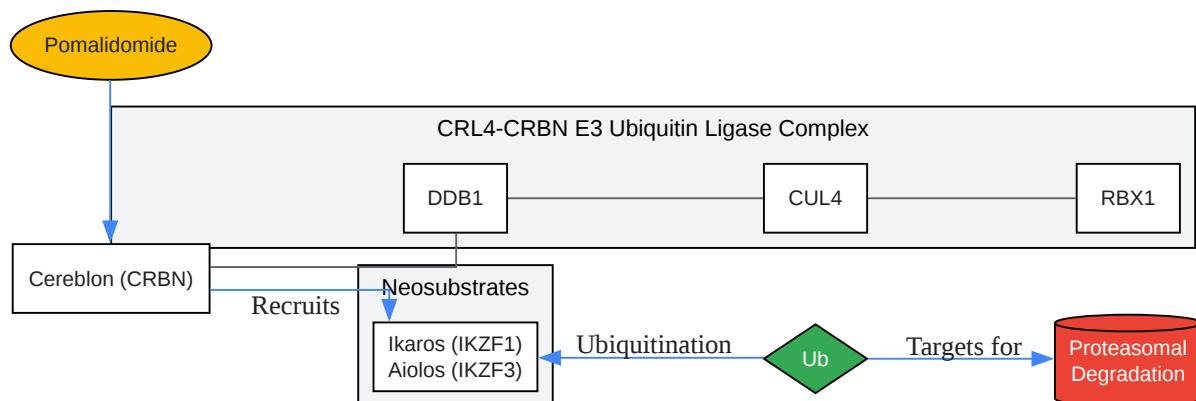 Pomalidomide
CRL4-CRBN E3 Ubiquitin Ligase Complex
DDB1
CUL4
RBX1
Cereblon (CRBN)
Recruits
Neosubstrates
Ikaros (IKZF1)
Aiolos (IKZF3)
Ubiquitination
Ub
Targets for
Proteasomal
Degradation